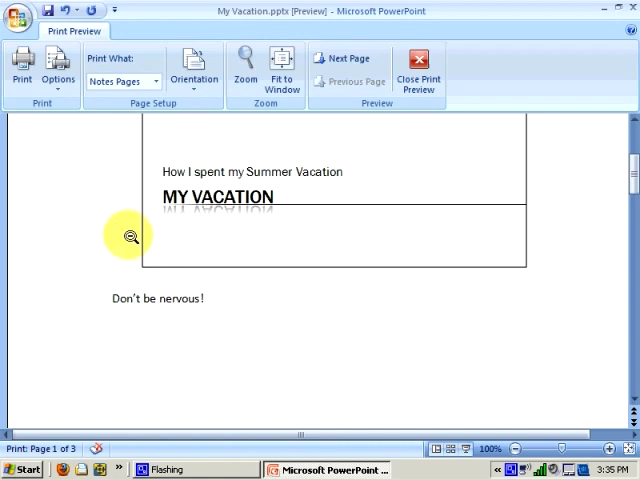 My Vacation.pptx [Preview] - Microsoft PowerPoint
Print Preview
Print What:
Notes Pages
Print
Options
Orientation
Zoom
Fit to
Window
Next Page
Previous Page
Close Print
Preview
Print
Page Setup
Zoom
Preview
How I spent my Summer Vacation
MY VACATION
Don't be nervous!
Print: Page 1 of 3
100%
Start
Flashing
Microsoft PowerPoint ...
3:35 PM